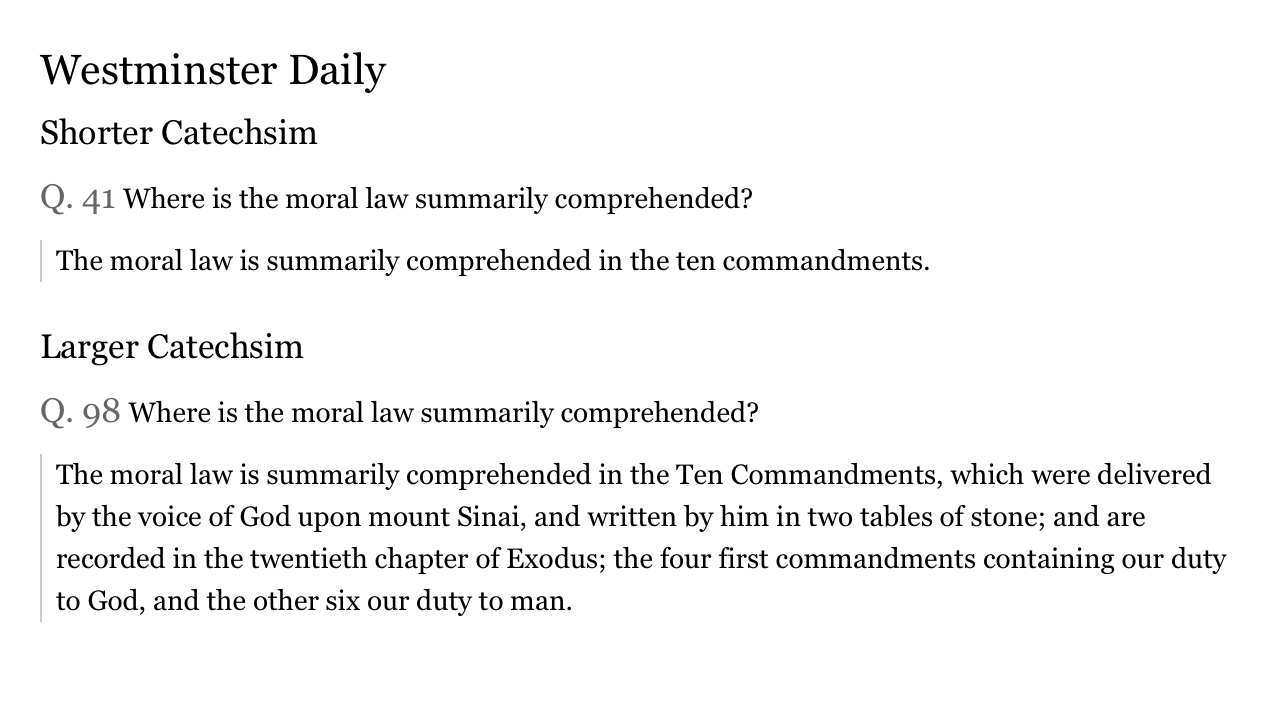 Westminster Daily
Shorter Catechsim
Q. 41 Where is the moral law summarily comprehended?
The moral law is summarily comprehended in the ten commandments.
Larger Catechsim
Q. 98 Where is the moral law summarily comprehended?
The moral law is summarily comprehended in the Ten Commandments, which were delivered
by the voice of God upon mount Sinai, and written by him in two tables of stone; and are
recorded in the twentieth chapter of Exodus; the four first commandments containing our duty
to God, and the other six our duty to man.